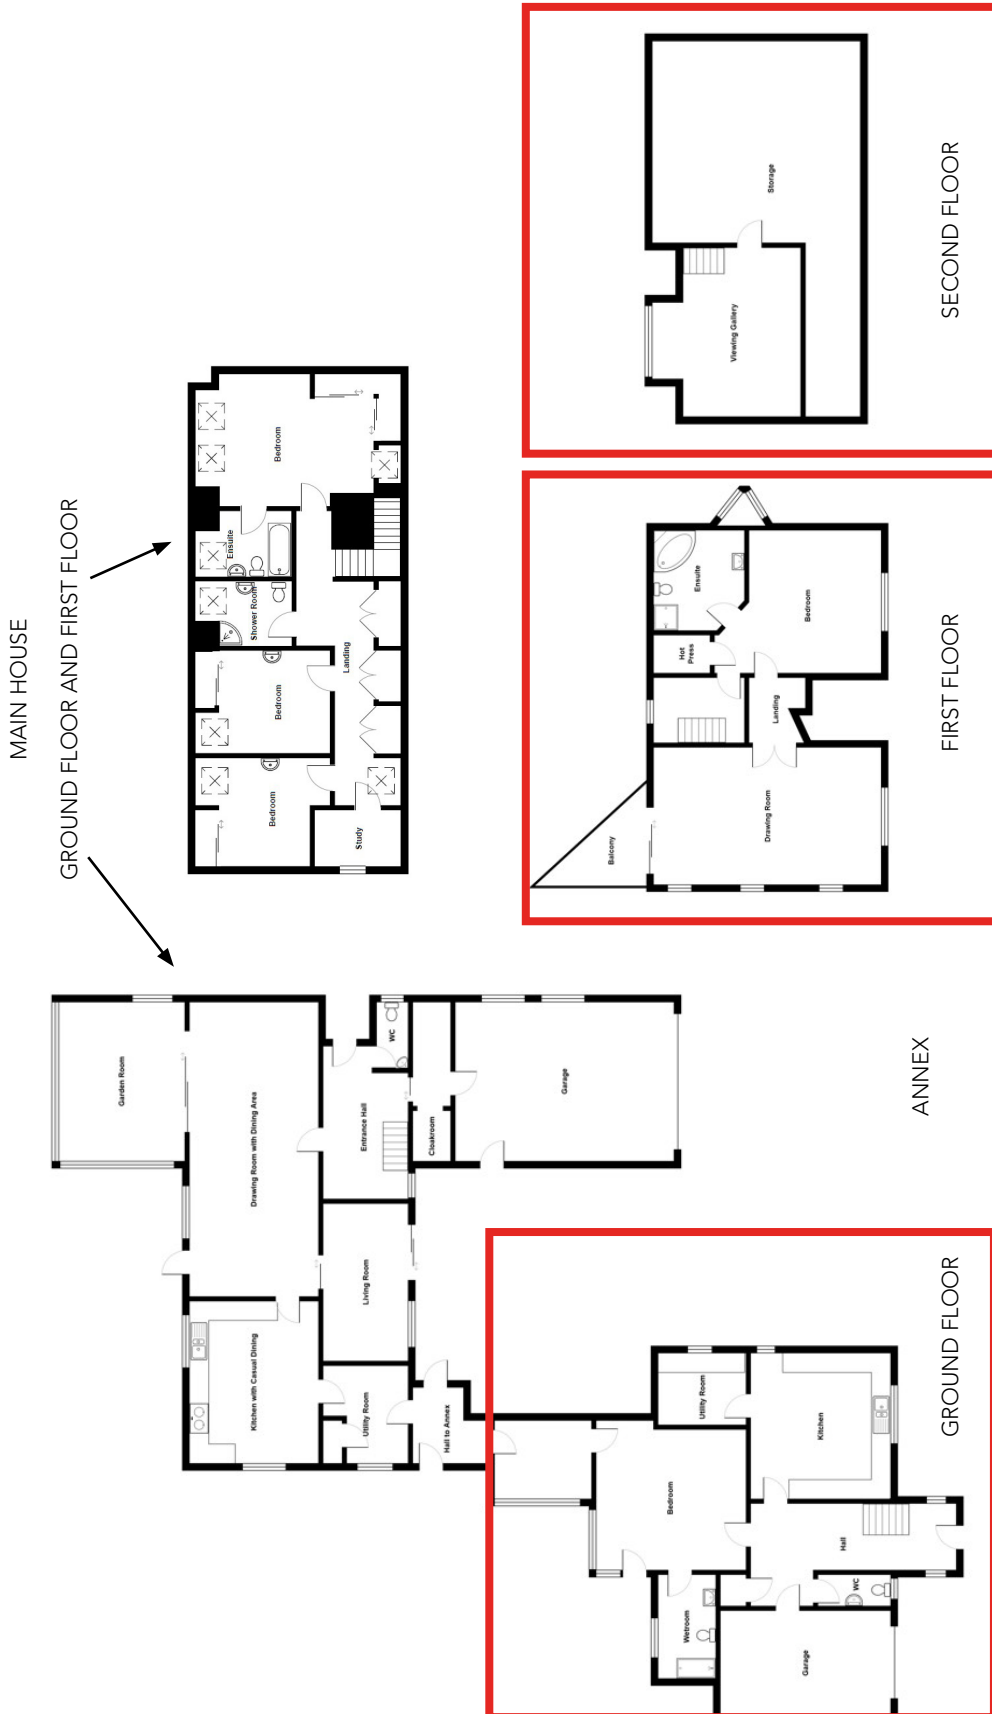 MAIN HOUSE
GROUND FLOOR AND FIRST FLOOR
Garden Room
Drawing Room with Dining Area
Kitchen with Casual Dining
Living Room
Entrance Hall
WC
Cloakroom
Garage
Utility Room
Hall to Annex
Bedroom
Ensuite
Shower Room
Bedroom
Landing
Bedroom
Study
ANNEX
GROUND FLOOR
Utility Room
Kitchen
Bedroom
Hall
WC
Wetroom
Garage
FIRST FLOOR
Ensuite
Bedroom
Hot
Press
Landing
Drawing Room
Balcony
SECOND FLOOR
Storage
Viewing Gallery